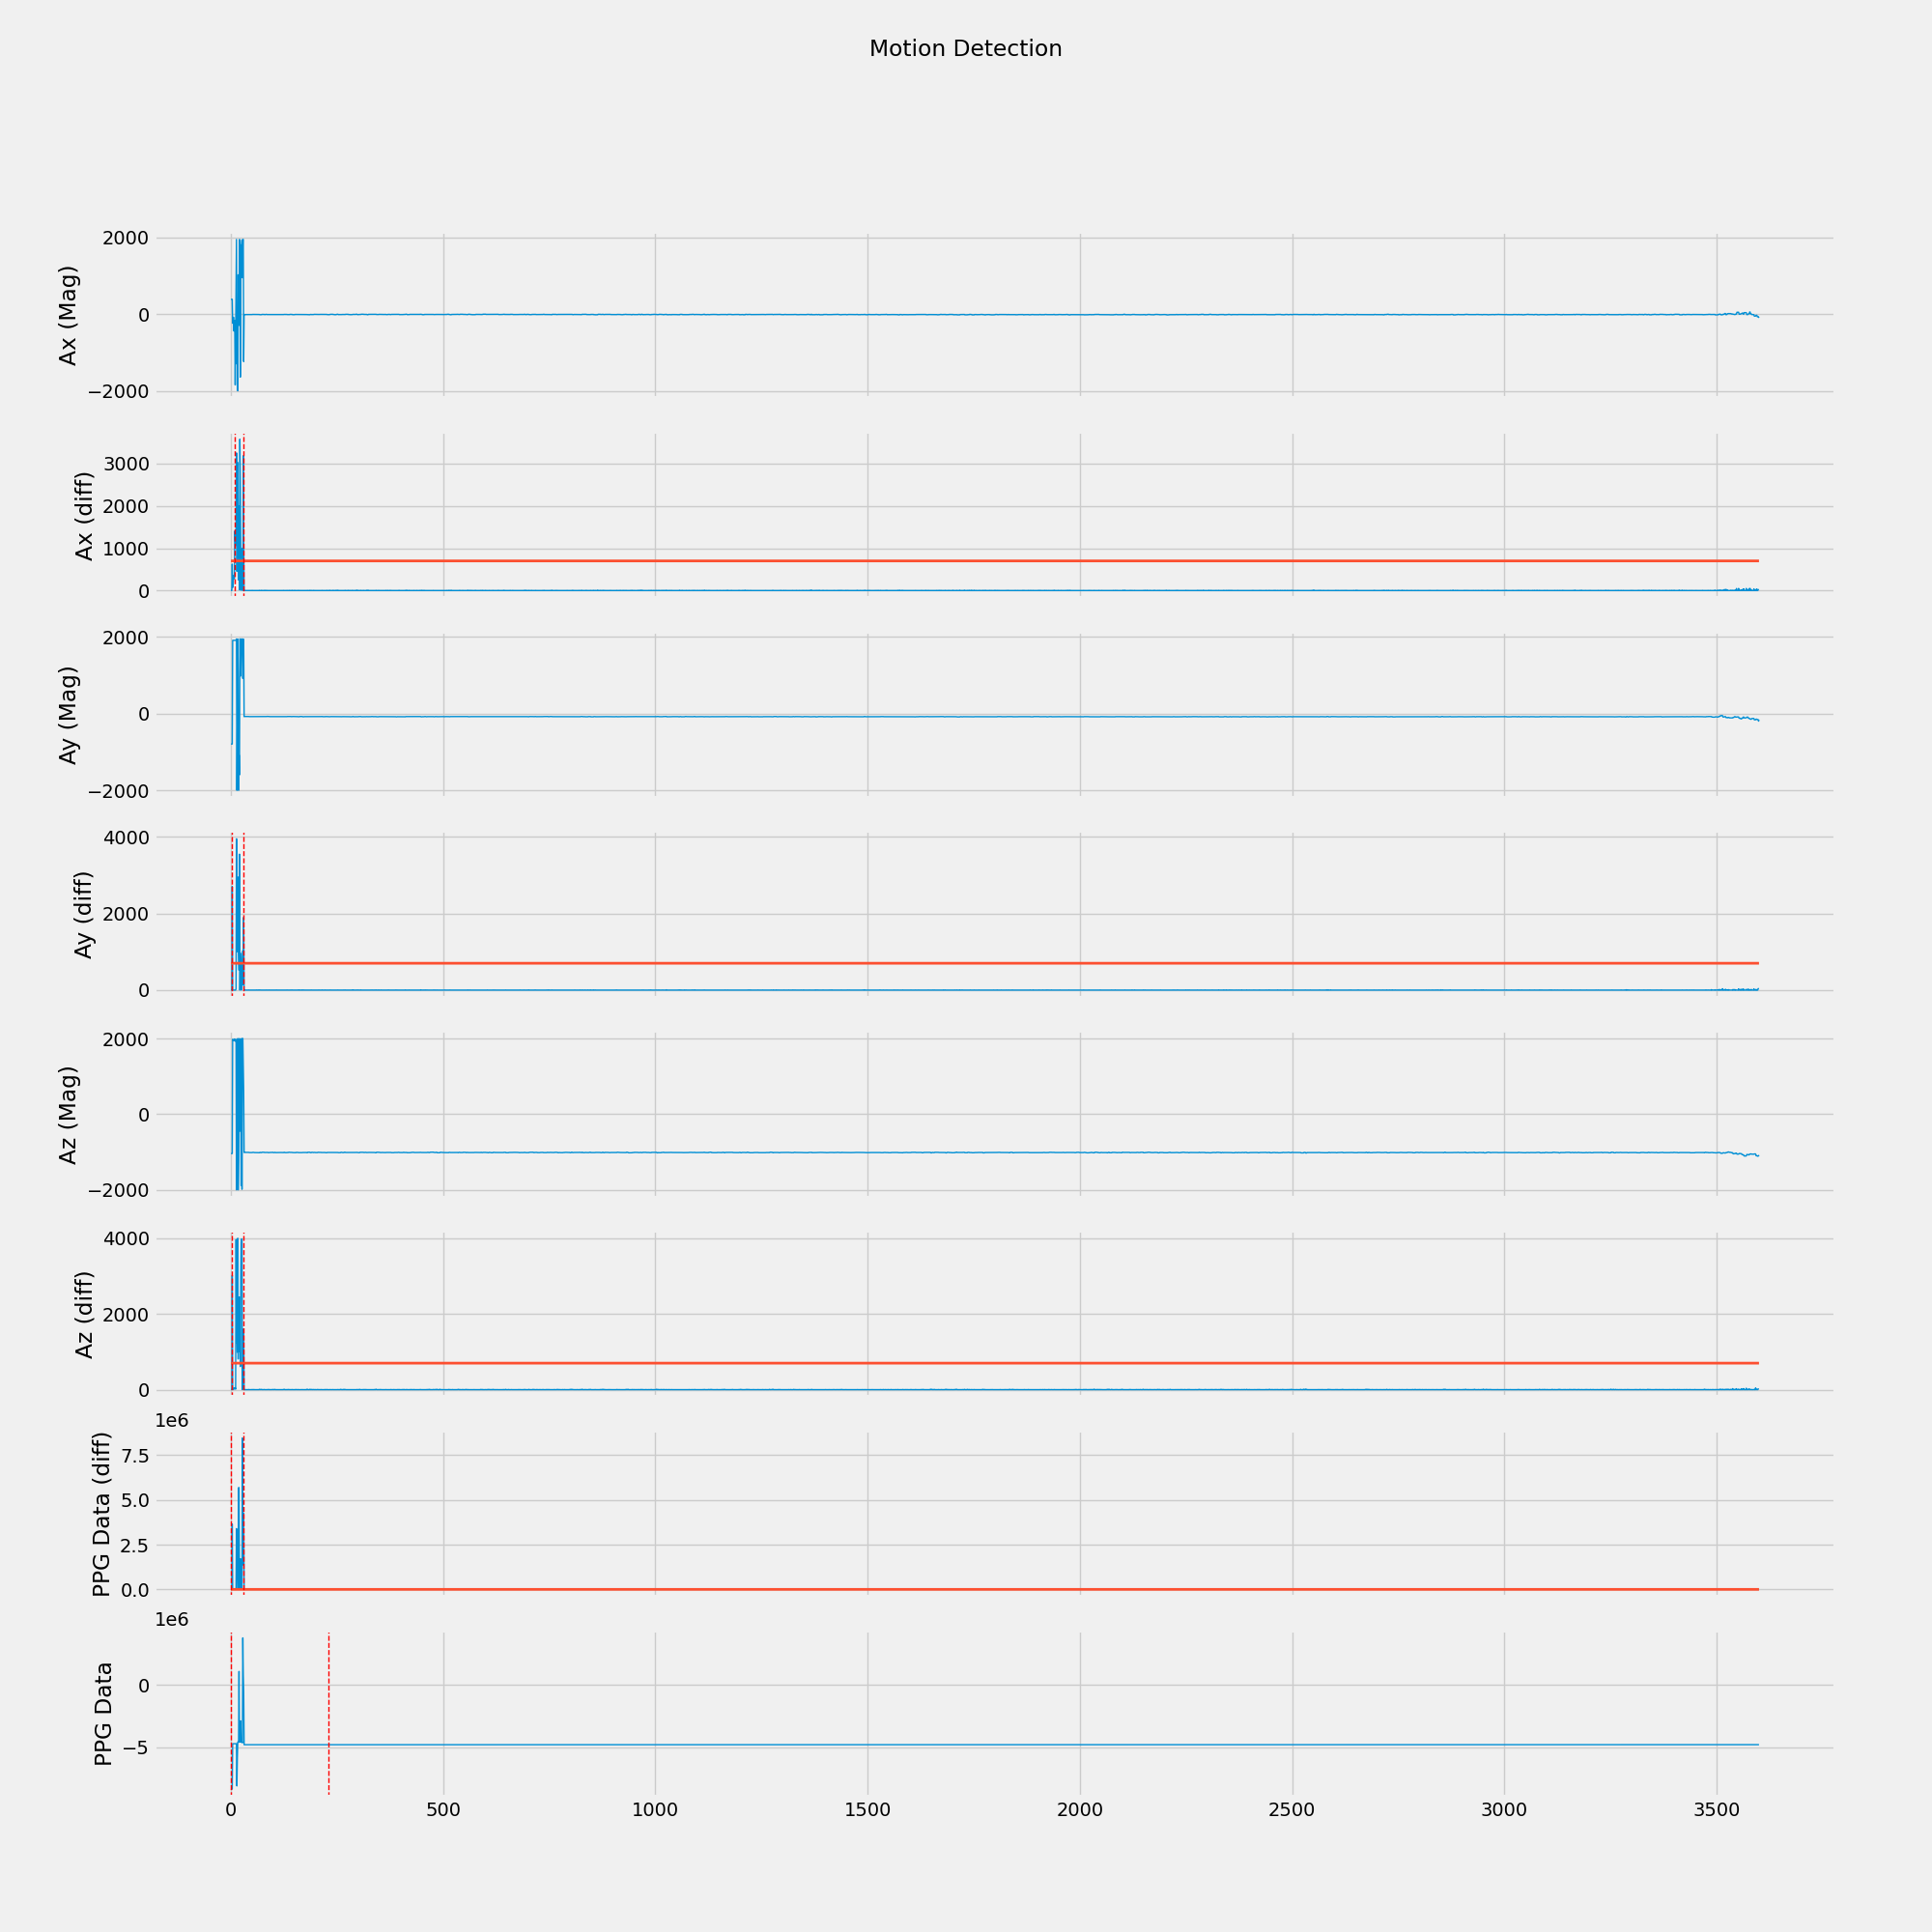 Motion Detection
2000
0
−2000
Ax (Mag)
3000
2000
1000
0
Ax (diff)
2000
0
−2000
Ay (Mag)
4000
2000
0
Ay (diff)
2000
0
−2000
Az (Mag)
4000
2000
0
Az (diff)
1e6
7.5
5.0
2.5
0.0
PPG Data (diff)
1e6
0
−5
PPG Data
0 500 1000 1500 2000 2500 3000 3500